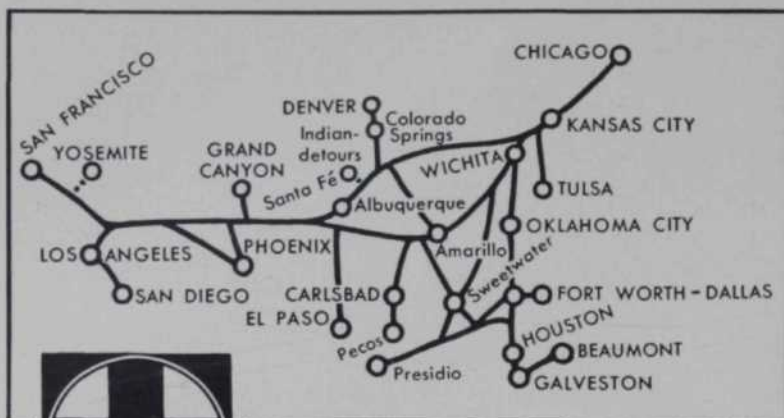 CHICAGO
SAN FRANCISCO
YOSEMITE
GRAND
CANYON
DENVER
Indian-
detours
Colorado
Springs
Santa Fé
KANSAS CITY
WICHITA
TULSA
Albuquerque
OKLAHOMA CITY
LOS ANGELES
PHOENIX
Amarillo
SAN DIEGO
CARLSBAD
EL PASO
Sweetwater
FORT WORTH-DALLAS
Pecos
Presidio
HOUSTON
BEAUMONT
GALVESTON